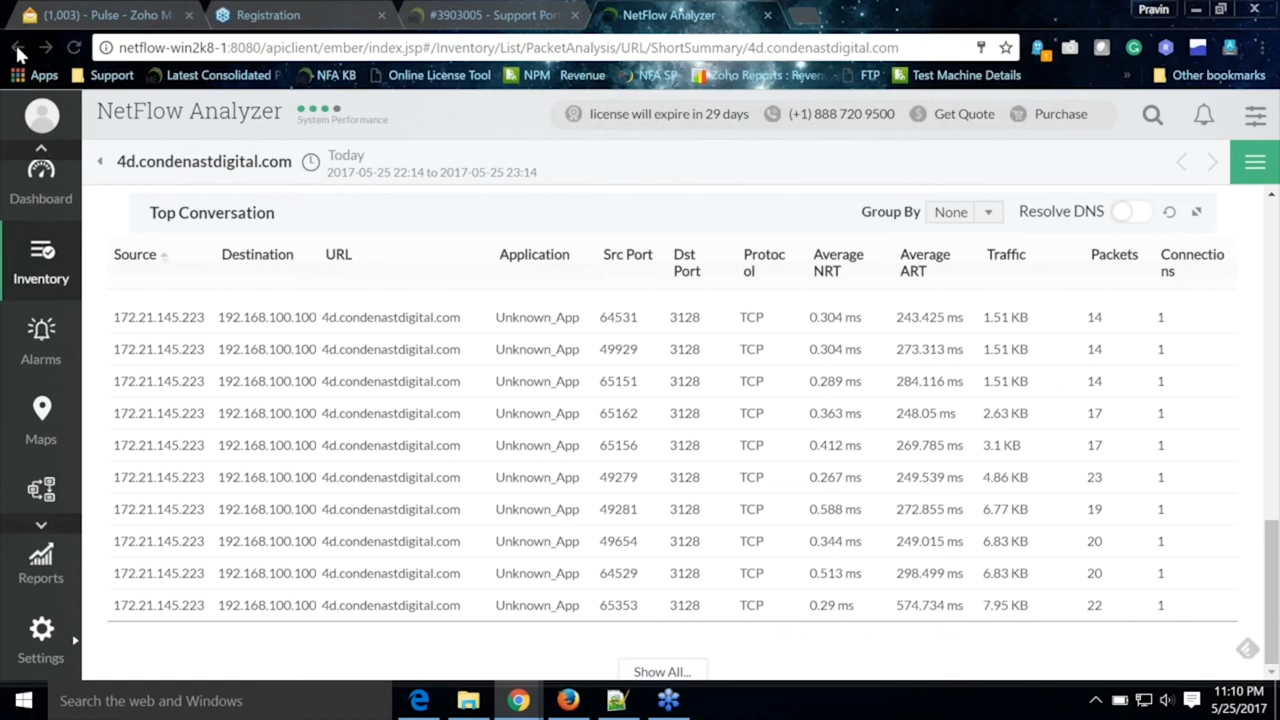 (1,003) - Pulse - Zoho Ma
Registration
#3903005 - Support Port
NetFlow Analyzer
Pravin
netflow-win2k8-1:8080/apiclient/ember/index.jsp#/Inventory/List/PacketAnalysis/URL/ShortSummary/4d.condenastdigital.com
Apps
Support
Latest Consolidated P
NFA KB
Online License Tool
NPM
Revenue
NFA SP
Zoho Reports : Reven
FTP
Test Machine Details
»
Other bookmarks
NetFlow Analyzer
System Performance
license will expire in 29 days
(+1) 888 720 9500
Get Quote
Purchase
4d.condenastdigital.com
Today
2017-05-25 22:14 to 2017-05-25 23:14
Dashboard
Inventory
Alarms
Maps
Reports
Settings
Top Conversation
Group By None
Resolve DNS
Source Destination URL Application Src Port Dst Port Protocol Average NRT Average ART Traffic Packets Connections
172.21.145.223 192.168.100.100 4d.condenastdigital.com Unknown_App 64531 3128 TCP 0.304 ms 243.425 ms 1.51 KB 14 1
172.21.145.223 192.168.100.100 4d.condenastdigital.com Unknown_App 49929 3128 TCP 0.304 ms 273.313 ms 1.51 KB 14 1
172.21.145.223 192.168.100.100 4d.condenastdigital.com Unknown_App 65151 3128 TCP 0.289 ms 284.116 ms 1.51 KB 14 1
172.21.145.223 192.168.100.100 4d.condenastdigital.com Unknown_App 65162 3128 TCP 0.363 ms 248.05 ms 2.63 KB 17 1
172.21.145.223 192.168.100.100 4d.condenastdigital.com Unknown_App 65156 3128 TCP 0.412 ms 269.785 ms 3.1 KB 17 1
172.21.145.223 192.168.100.100 4d.condenastdigital.com Unknown_App 49279 3128 TCP 0.267 ms 249.539 ms 4.86 KB 23 1
172.21.145.223 192.168.100.100 4d.condenastdigital.com Unknown_App 49281 3128 TCP 0.588 ms 272.855 ms 6.77 KB 19 1
172.21.145.223 192.168.100.100 4d.condenastdigital.com Unknown_App 49654 3128 TCP 0.344 ms 249.015 ms 6.83 KB 20 1
172.21.145.223 192.168.100.100 4d.condenastdigital.com Unknown_App 64529 3128 TCP 0.513 ms 298.499 ms 6.83 KB 20 1
172.21.145.223 192.168.100.100 4d.condenastdigital.com Unknown_App 65353 3128 TCP 0.29 ms 574.734 ms 7.95 KB 22 1
Show All...
Search the web and Windows
11:10 PM
5/25/2017